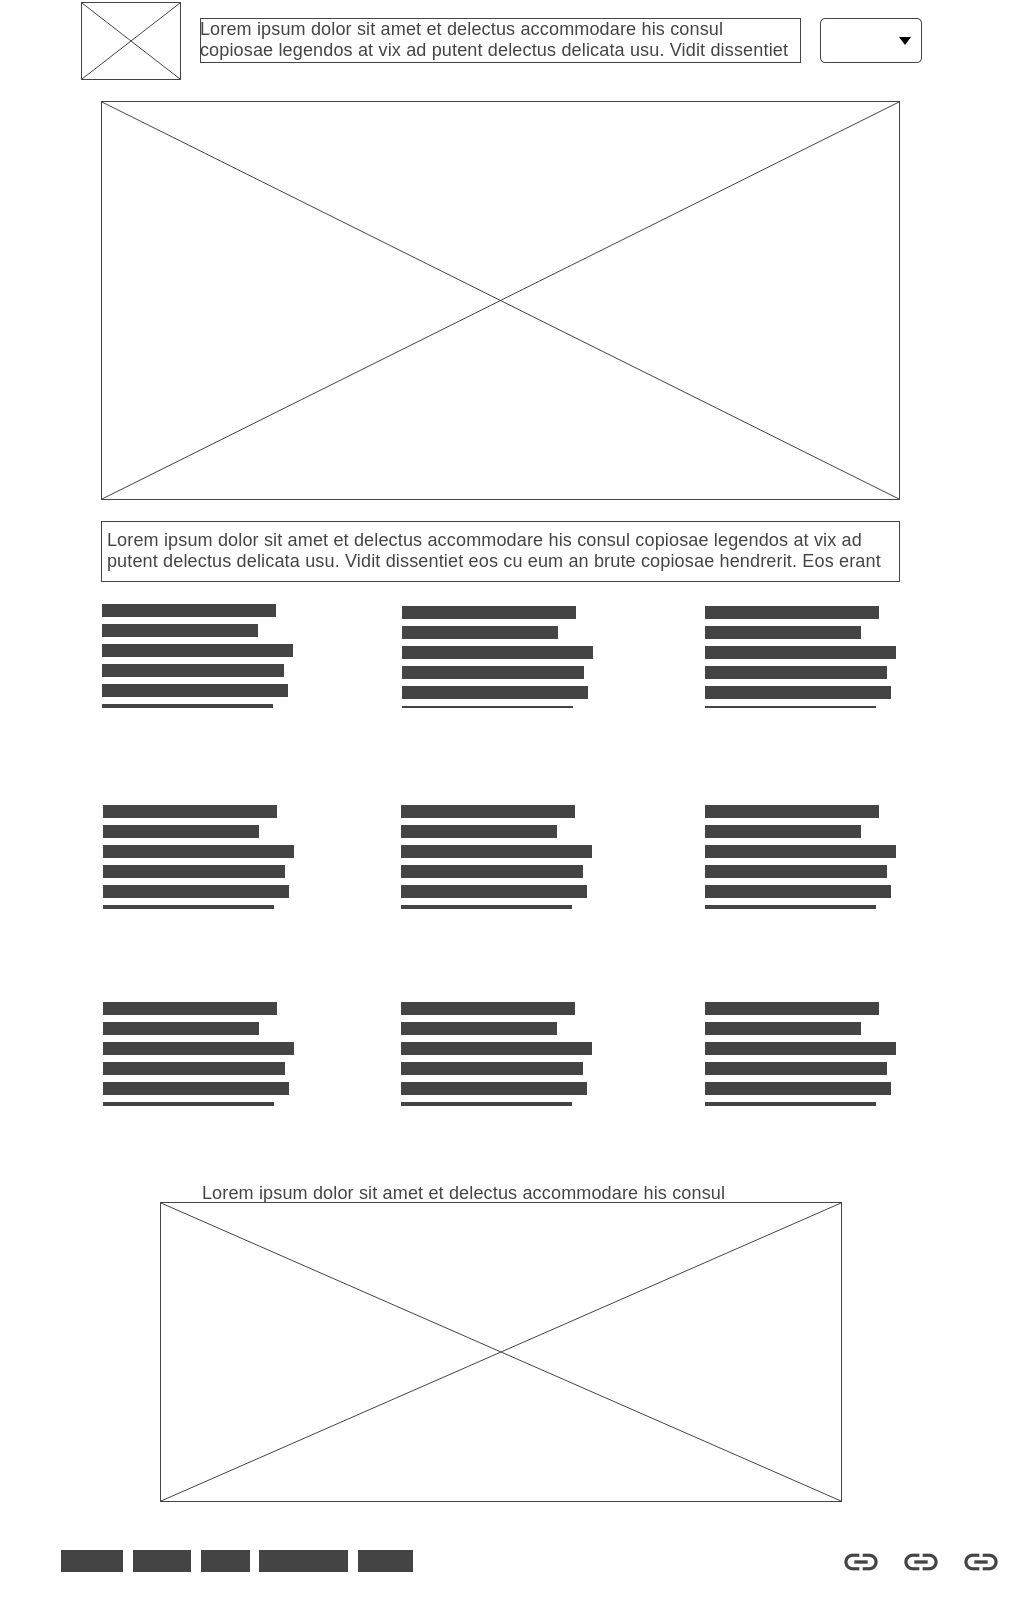 Lorem ipsum dolor sit amet et delectus accommodare his consul
copiosae legendos at vix ad putent delectus delicata usu. Vidit dissentiet
Lorem ipsum dolor sit amet et delectus accommodare his consul copiosae legendos at vix ad
putent delectus delicata usu. Vidit dissentiet eos cu eum an brute copiosae hendrerit. Eos erant
Lorem ipsum dolor sit amet et delectus accommodare his consul